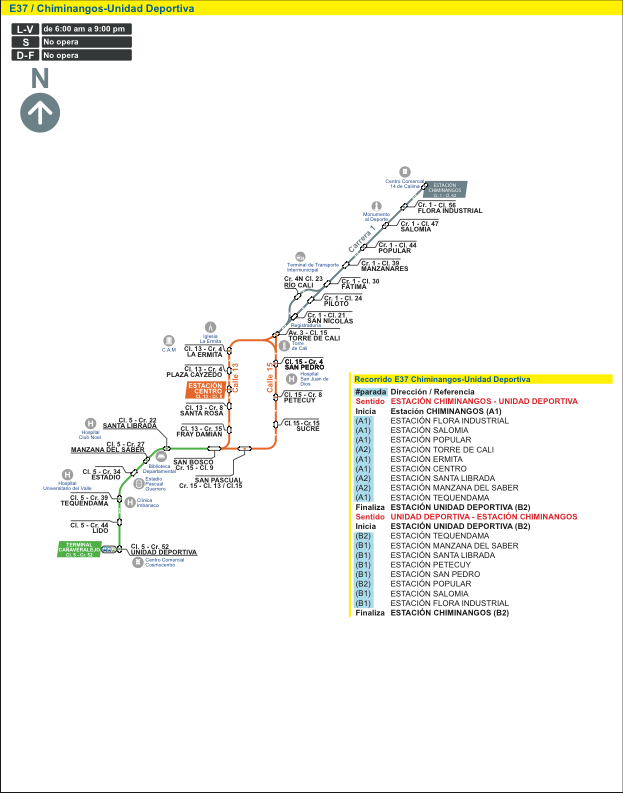 E37 / Chiminangos-Unidad Deportiva
L-V de 6:00 am a 9:00 pm
S No opera
D-F No opera
N
Centro Comercial
14 de Calima
ESTACIÓN
CHIMINANGOS
Cr. 1 - Cl. 56
FLORA INDUSTRIAL
Monumento
al Deporte
Cr. 1 - Cl. 47
SALOMIA
Carrera 1
Cr. 1 - Cl. 44
POPULAR
Terminal de Transporte
Intermunicipal
Cr. 1 - Cl. 39
MANZANARES
Cr. 4N Cl. 23
RÍO CALI
Cr. 1 - Cl. 30
FÁTIMA
Cr. 1 - Cl. 24
PILOTO
Cr. 1 - Cl. 21
SAN NICOLÁS
Registraduría
Av. 3 - Cl. 15
TORRE DE CALI
Torre
de Cali
Iglesia
La Ermita
C.A.M
Cl. 13 - Cr. 4
LA ERMITA
Cl. 13 - Cr. 4
PLAZA CAYZEDO
Calle 13
Calle 15
Cl. 15 - Cr. 4
SAN PEDRO
Hospital
San Juan de
Dios
ESTACIÓN
CENTRO
Cl. 13 - Cr. 8
SANTA ROSA
Cl. 15 - Cr. 8
PETECUY
Cl. 13 - Cr. 15
FRAY DAMIÁN
Cl. 15 - Cr. 15
SUCRE
Cl. 5 - Cr. 22
SANTA LIBRADA
Hospital
Club Noel
Cl. 5 - Cr. 27
MANZANA DEL SABER
Biblioteca
Departamental
SAN BOSCO
Cr. 15 - Cl. 9
SAN PASCUAL
Cr. 15 - Cl. 13 / Cl.15
Cl. 5 - Cr. 34
ESTADIO
Estadio
Pascual
Guerrero
Hospital
Universitario del Valle
Cl. 5 - Cr. 39
TEQUENDAMA
Clínica
Imbanaco
Cl. 5 - Cr. 44
LIDO
TERMINAL
CAÑAVERALEJO
Cl. 5 - Cr. 52
Cl. 5 - Cr. 52
UNIDAD DEPORTIVA
Centro Comercial
Cosmocentro
Recorrido E37 Chiminangos-Unidad Deportiva
#parada Dirección / Referencia
Sentido ESTACIÓN CHIMINANGOS - UNIDAD DEPORTIVA
Inicia Estación CHIMINANGOS (A1)
(A1) ESTACIÓN FLORA INDUSTRIAL
(A1) ESTACIÓN SALOMIA
(A1) ESTACIÓN POPULAR
(A2) ESTACIÓN TORRE DE CALI
(A1) ESTACIÓN ERMITA
(A1) ESTACIÓN CENTRO
(A2) ESTACIÓN SANTA LIBRADA
(A2) ESTACIÓN MANZANA DEL SABER
(A1) ESTACIÓN TEQUENDAMA
Finaliza ESTACIÓN UNIDAD DEPORTIVA (B2)
Sentido UNIDAD DEPORTIVA - ESTACIÓN CHIMINANGOS
Inicia ESTACIÓN UNIDAD DEPORTIVA (B2)
(B2) ESTACIÓN TEQUENDAMA
(B1) ESTACIÓN MANZANA DEL SABER
(B1) ESTACIÓN SANTA LIBRADA
(B1) ESTACIÓN PETECUY
(B1) ESTACIÓN SAN PEDRO
(B2) ESTACIÓN POPULAR
(B1) ESTACIÓN SALOMIA
(B1) ESTACIÓN FLORA INDUSTRIAL
Finaliza ESTACIÓN CHIMINANGOS (B2)